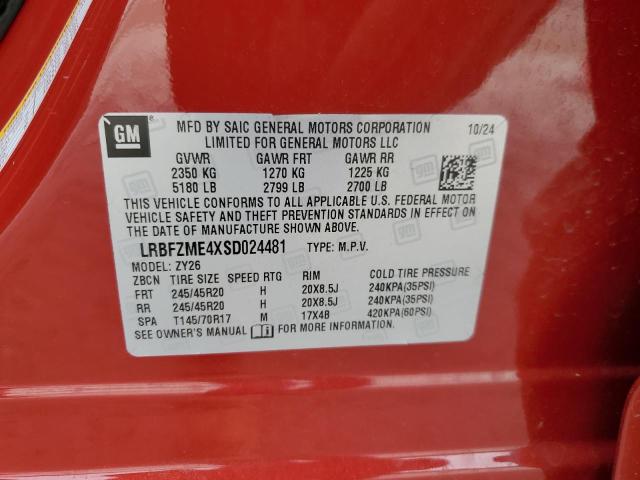 GM
MFD BY SAIC GENERAL MOTORS CORPORATION 10/24
LIMITED FOR GENERAL MOTORS LLC
GVWR GAWR FRT GAWR RR
2350 KG 1270 KG 1225 KG
5180 LB 2799 LB 2700 LB
THIS VEHICLE CONFORMS TO ALL APPLICABLE U.S. FEDERAL MOTOR
VEHICLE SAFETY AND THEFT PREVENTION STANDARDS IN EFFECT ON
THE DATE OF MANUFACTURE SHOWN ABOVE.
LRBFZME4XSD024481 TYPE: M.P.V.
MODEL: ZY26
ZBCN TIRE SIZE SPEED RTG RIM COLD TIRE PRESSURE
FRT 245/45R20 H 20X8.5J 240KPA(35PSI)
RR 245/45R20 H 20X8.5J 240KPA(35PSI)
SPA T145/70R17 M 17X4B 420KPA(60PSI)
SEE OWNER'S MANUAL FOR MORE INFORMATION.